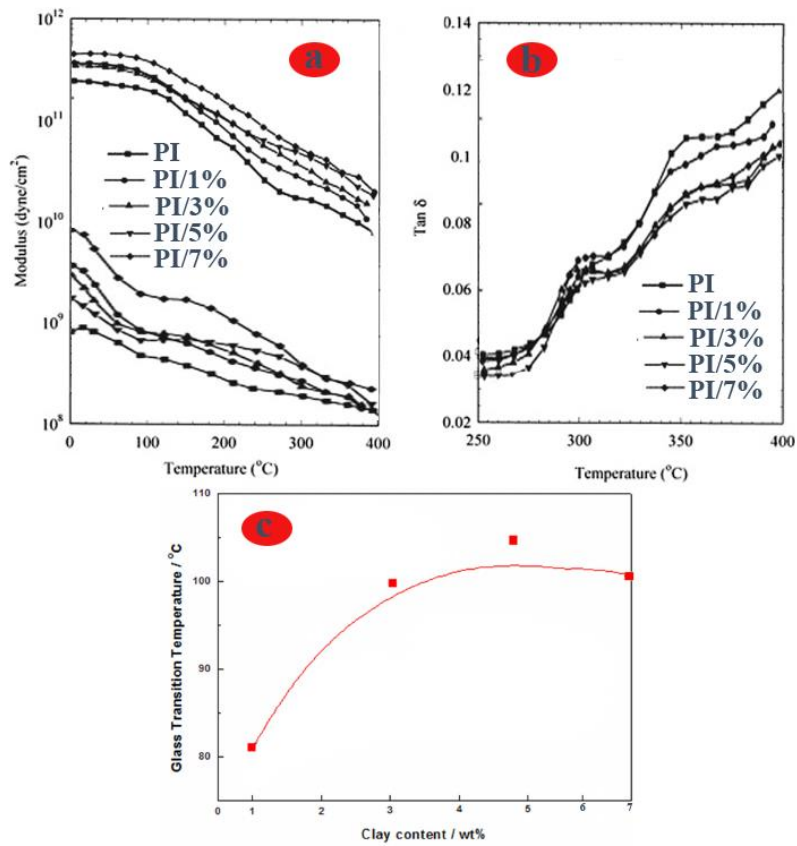 a
10¹²
10¹¹
10¹⁰
10⁹
10⁸
Modulus (dyne/cm²)
PI
PI/1%
PI/3%
PI/5%
PI/7%
0
100
200
300
400
Temperature (°C)
b
0.14
0.12
0.1
0.08
0.06
0.04
0.02
Tan δ
PI
PI/1%
PI/3%
PI/5%
PI/7%
250
300
350
400
Temperature (°C)
c
110
100
90
80
Glass Transition Temperature / °C
0 1 2 3 4 5 6 7
Clay content / wt%